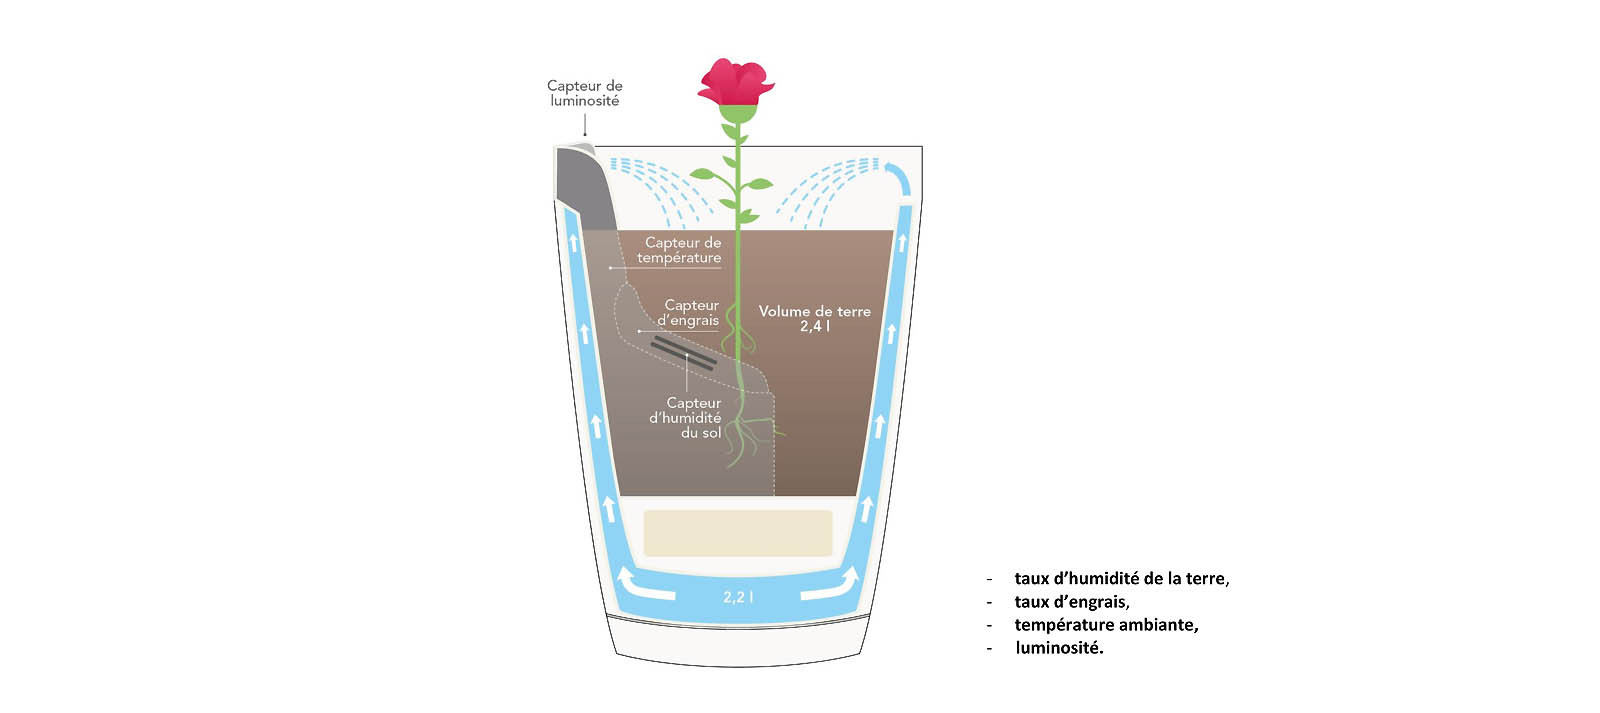 Capteur de
luminosité
Capteur de
température
Capteur
d’engrais
Volume de terre
2,4 l
Capteur
d’humidité
du sol
2,2 l
- taux d’humidité de la terre,
- taux d’engrais,
- température ambiante,
- luminosité.